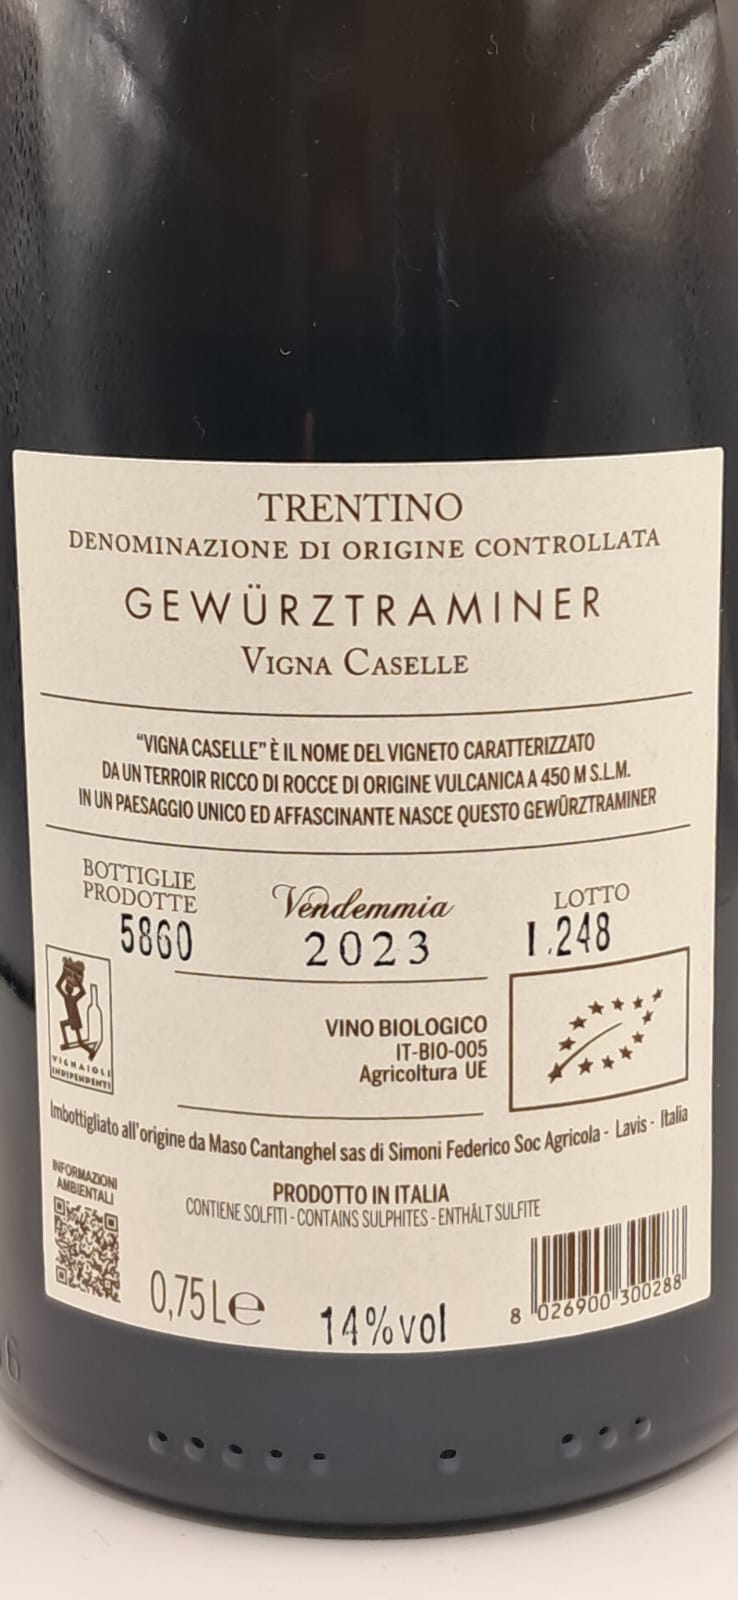 TRENTINO
DENOMINAZIONE DI ORIGINE CONTROLLATA
GEWÜRZTRAMINER
VIGNA CASELLE
“VIGNA CASELLE” È IL NOME DEL VIGNETO CARATTERIZZATO
DA UN TERROIR RICCO DI ROCCE DI ORIGINE VULCANICA A 450 M S.L.M.
IN UN PAESAGGIO UNICO ED AFFASCINANTE NASCE QUESTO GEWÜRZTRAMINER
BOTTIGLIE
PRODOTTE
5860
Vendemmia
2023
LOTTO
1.248
VIGNAIOLI
INDIPENDENTI
VINO BIOLOGICO
IT-BIO-005
Agricoltura UE
Imbottigliato all'origine da Maso Cantanghel sas di Simoni Federico Soc Agricola - Lavis - Italia
INFORMAZIONI
AMBIENTALI
PRODOTTO IN ITALIA
CONTIENE SOLFITI - CONTAINS SULPHITES - ENTHÄLT SULFITE
0,75 L e
14%vol
8 026900 300288